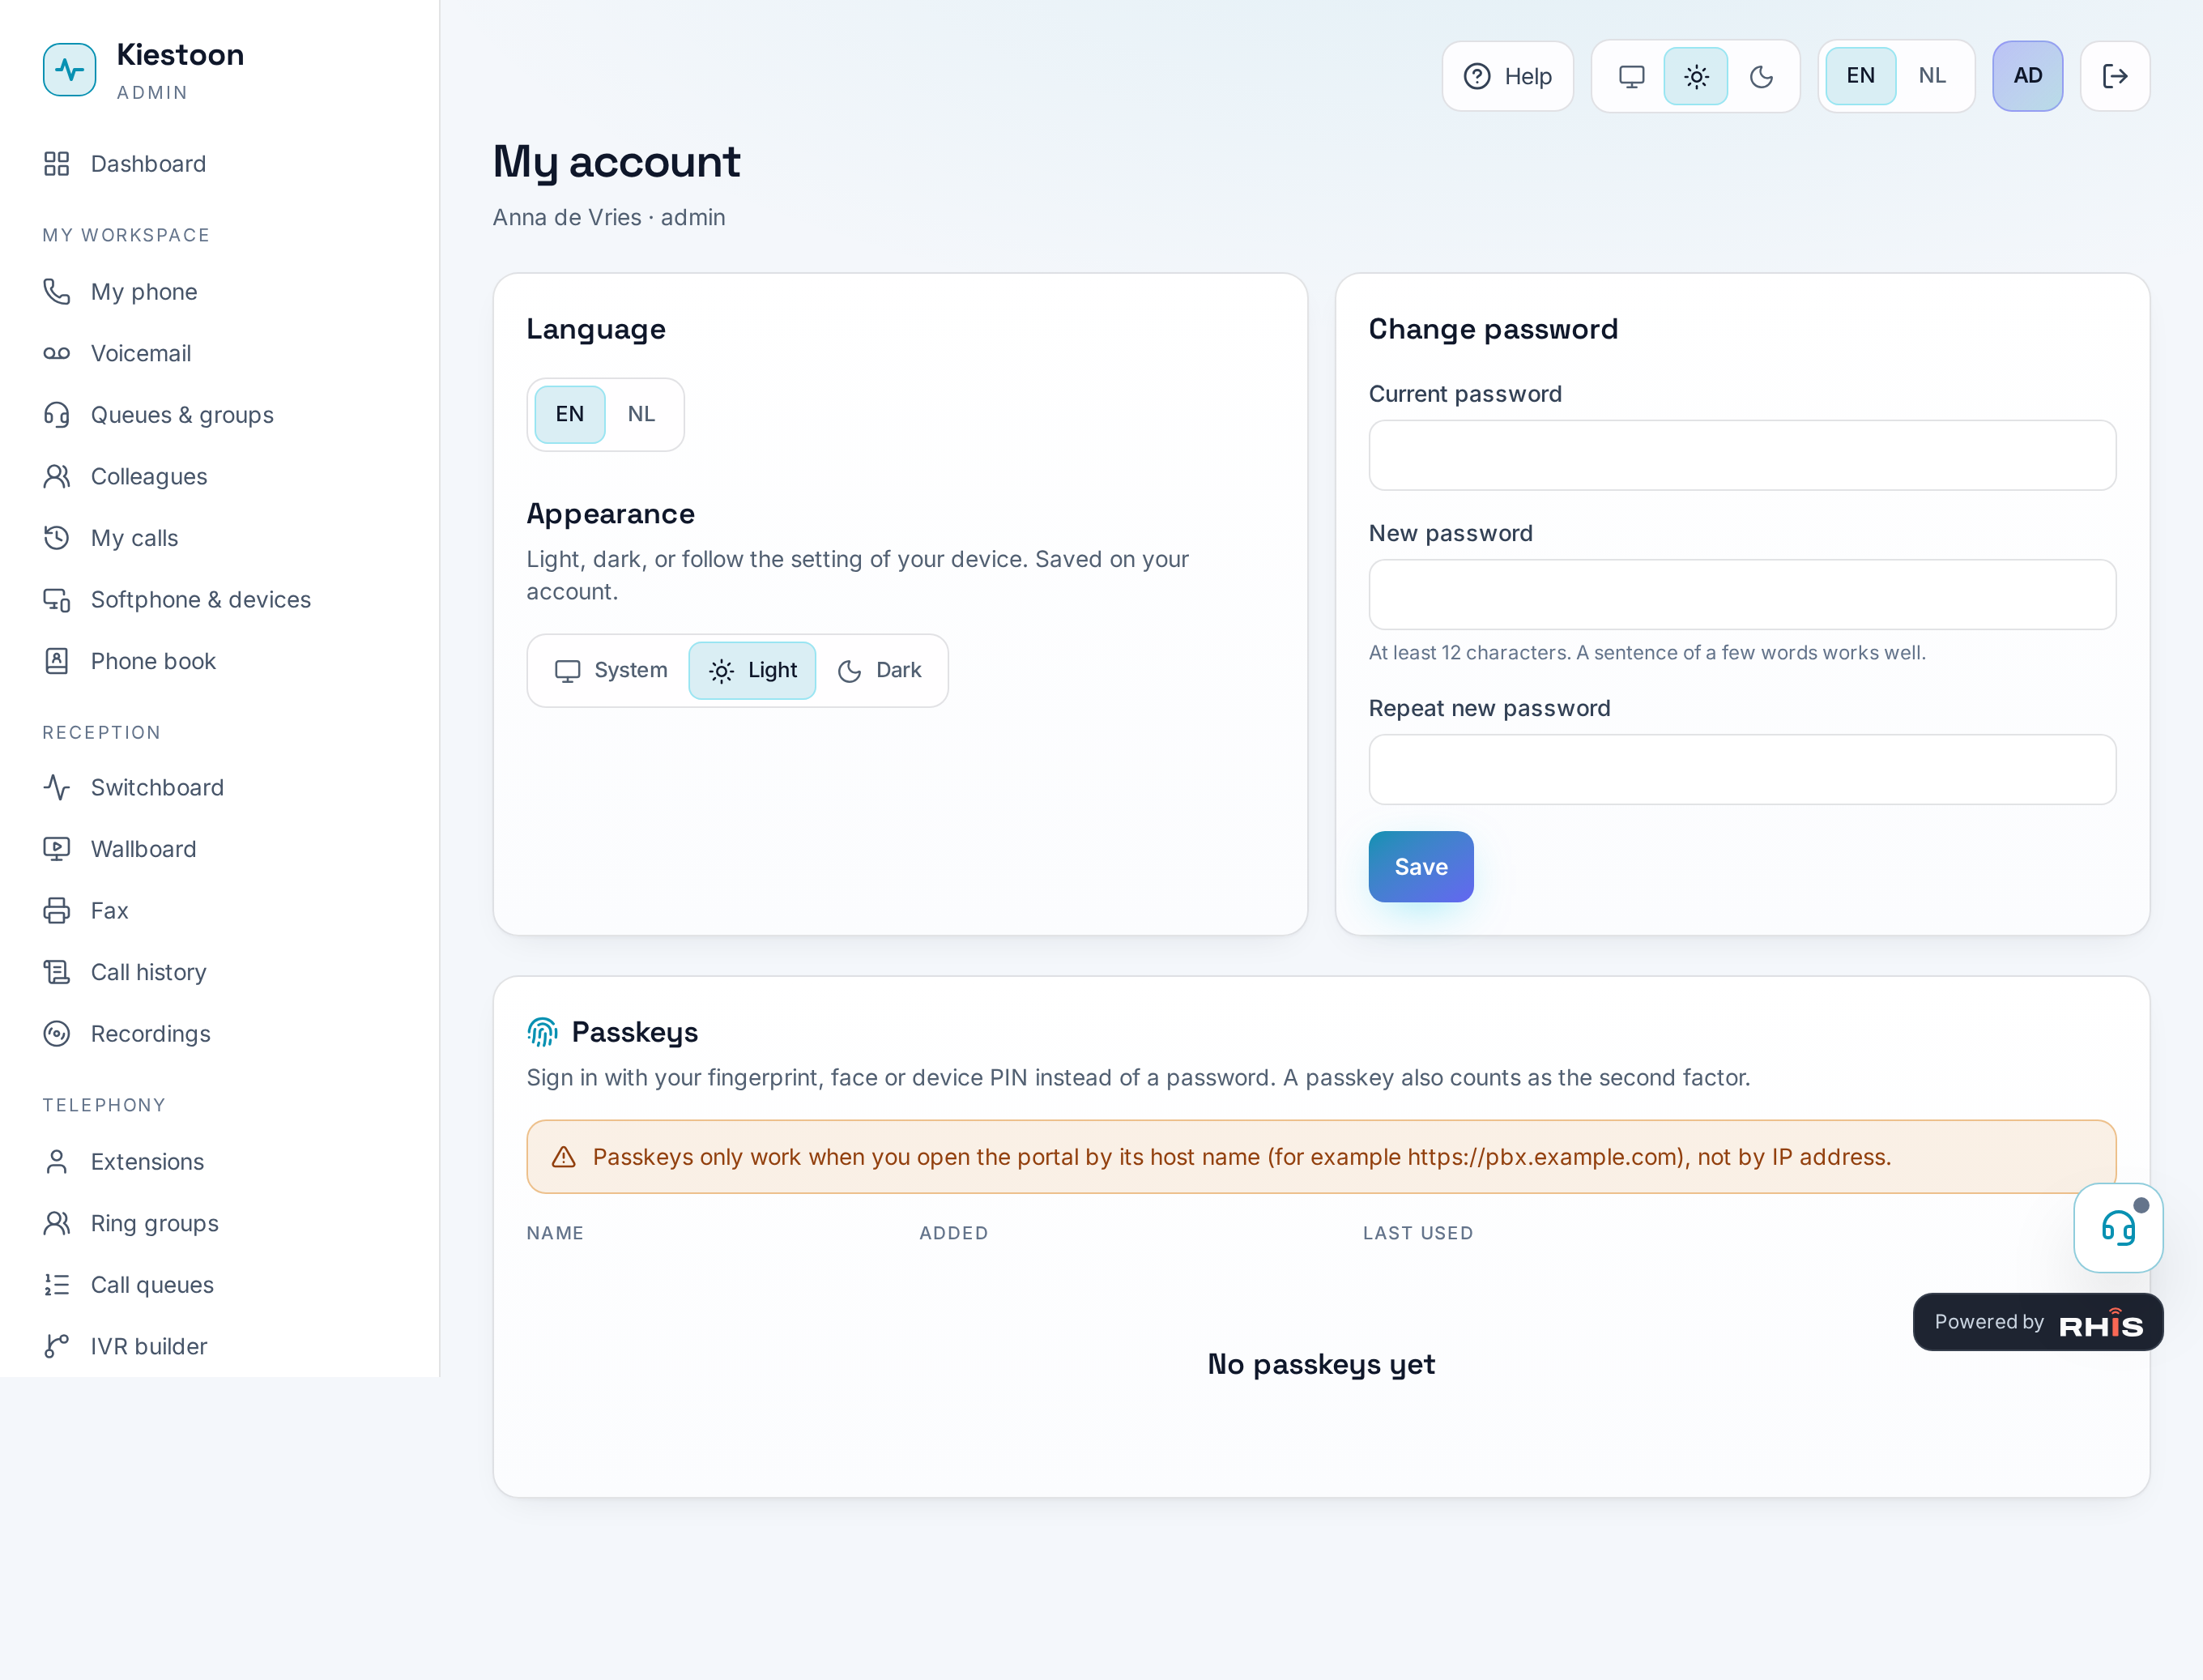 Kiestoon
ADMIN
Dashboard
MY WORKSPACE
My phone
Voicemail
Queues & groups
Colleagues
My calls
Softphone & devices
Phone book
RECEPTION
Switchboard
Wallboard
Fax
Call history
Recordings
TELEPHONY
Extensions
Ring groups
Call queues
IVR builder
Help
EN NL
AD
My account
Anna de Vries · admin
Language
EN NL
Appearance
Light, dark, or follow the setting of your device. Saved on your
account.
System Light Dark
Change password
Current password
New password
At least 12 characters. A sentence of a few words works well.
Repeat new password
Save
Passkeys
Sign in with your fingerprint, face or device PIN instead of a password. A passkey also counts as the second factor.
Passkeys only work when you open the portal by its host name (for example https://pbx.example.com), not by IP address.
NAME ADDED LAST USED
No passkeys yet
Powered by RHiS